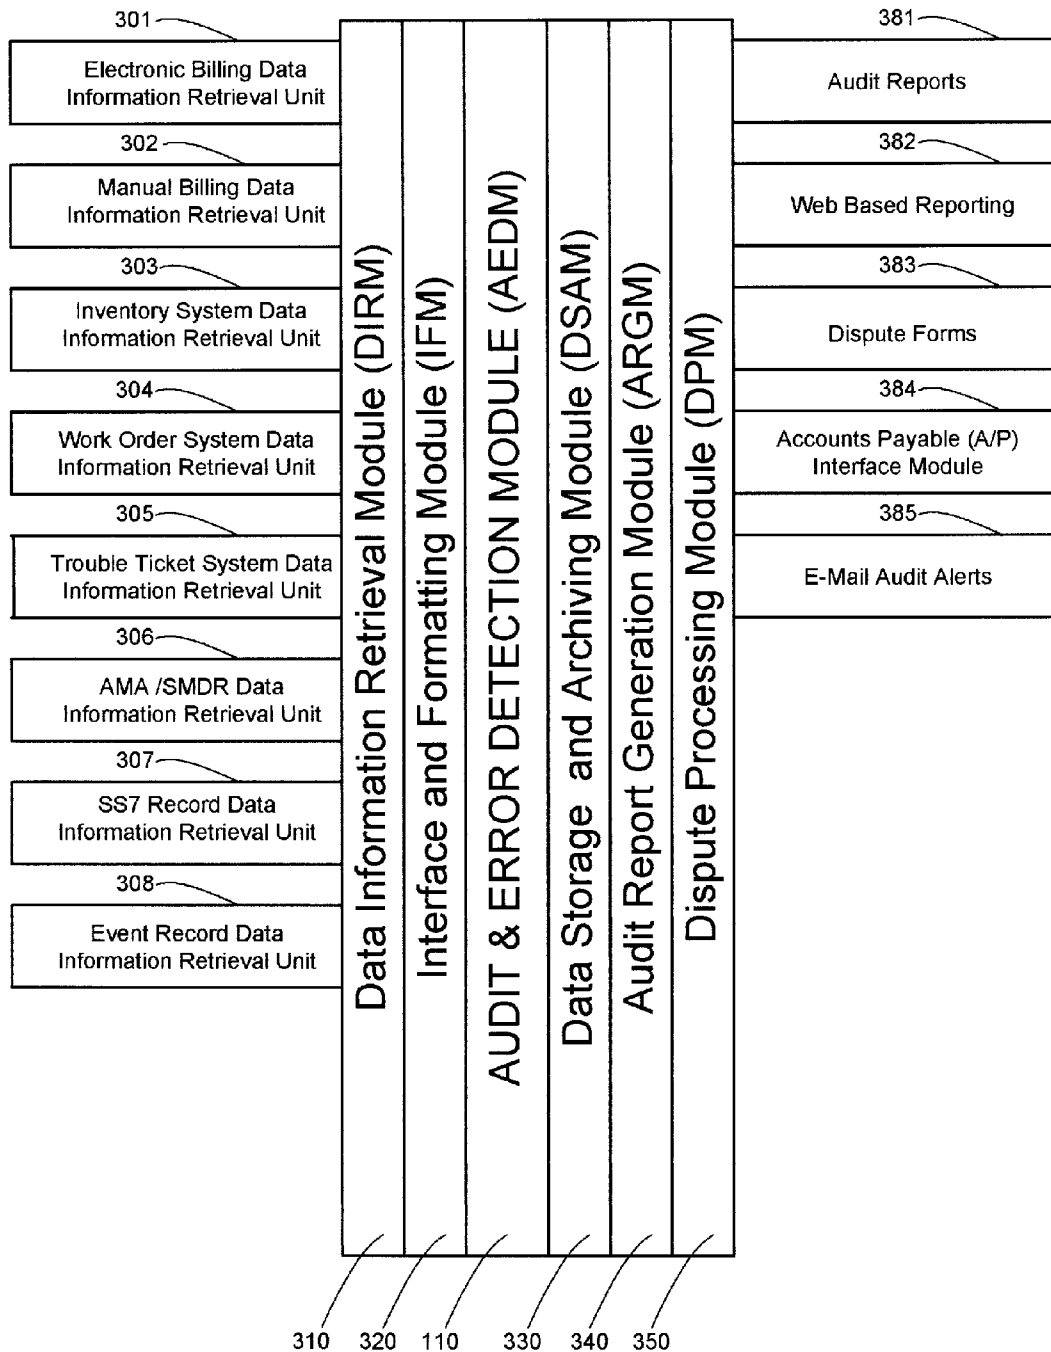 301
Electronic Billing Data
Information Retrieval Unit
302
Manual Billing Data
Information Retrieval Unit
303
Inventory System Data
Information Retrieval Unit
304
Work Order System Data
Information Retrieval Unit
305
Trouble Ticket System Data
Information Retrieval Unit
306
AMA /SMDR Data
Information Retrieval Unit
307
SS7 Record Data
Information Retrieval Unit
308
Event Record Data
Information Retrieval Unit
Data Information Retrieval Module (DIRM)
Interface and Formatting Module (IFM)
AUDIT & ERROR DETECTION MODULE (AEDM)
Data Storage and Archiving Module (DSAM)
Audit Report Generation Module (ARGM)
Dispute Processing Module (DPM)
381
Audit Reports
382
Web Based Reporting
383
Dispute Forms
384
Accounts Payable (A/P)
Interface Module
385
E-Mail Audit Alerts
310 320 110 330 340 350